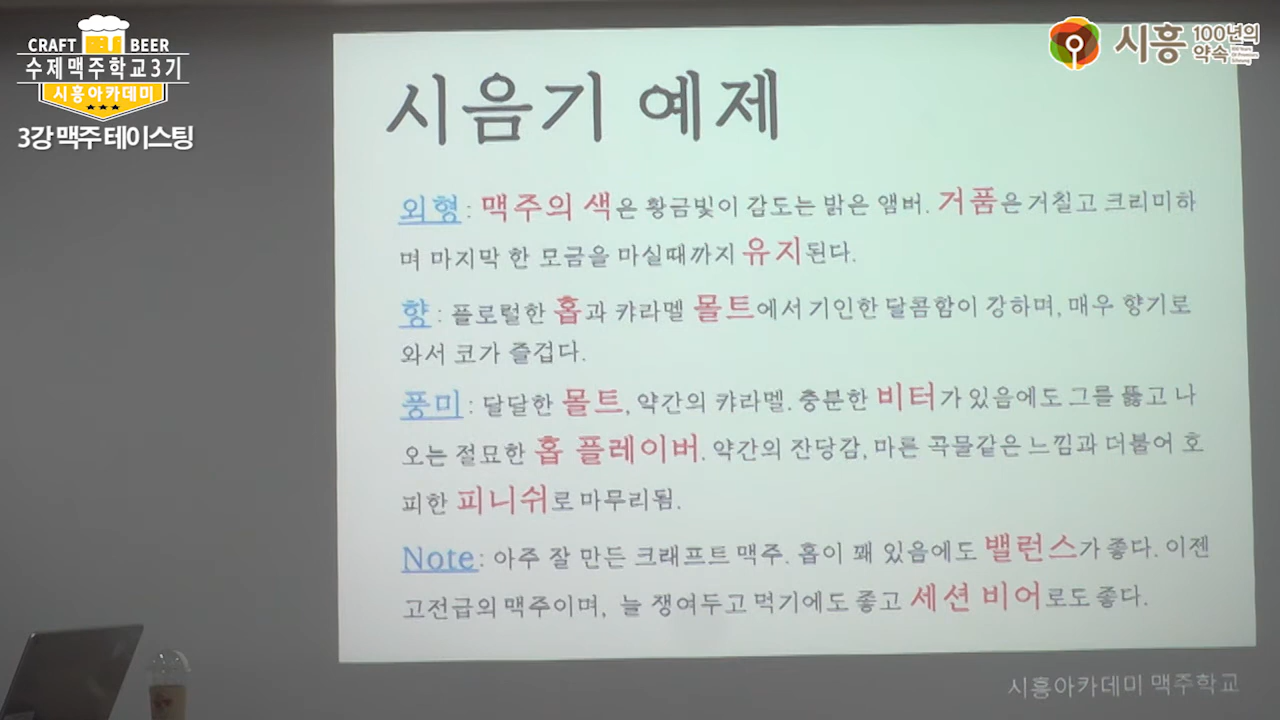 CRAFT BEER
수제맥주학교3기
시흥아카데미
3강 맥주 테이스팅
시흥 100년의 약속
시음기 예제
외형: 맥주의 색은 황금빛이 감도는 밝은 앰버. 거품은 거칠고 크리미하
며 마지막 한 모금을 마실때까지 유지된다.
향: 플로럴한 홉과 캬라멜 몰트에서 기인한 달콤함이 강하며, 매우 향기로
와서 코가 즐겁다.
풍미: 달달한 몰트, 약간의 캬라멜. 충분한 비터가 있음에도 그를 뚫고 나
오는 절묘한 홉 플레이버. 약간의 잔당감, 마른 곡물같은 느낌과 더불어 호
피한 피니쉬로 마무리됨.
Note: 아주 잘 만든 크래프트 맥주. 홉이 꽤 있음에도 밸런스가 좋다. 이젠
고전급의 맥주이며, 늘 쟁여두고 먹기에도 좋고 세션 비어로도 좋다.
시흥아카데미 맥주학교